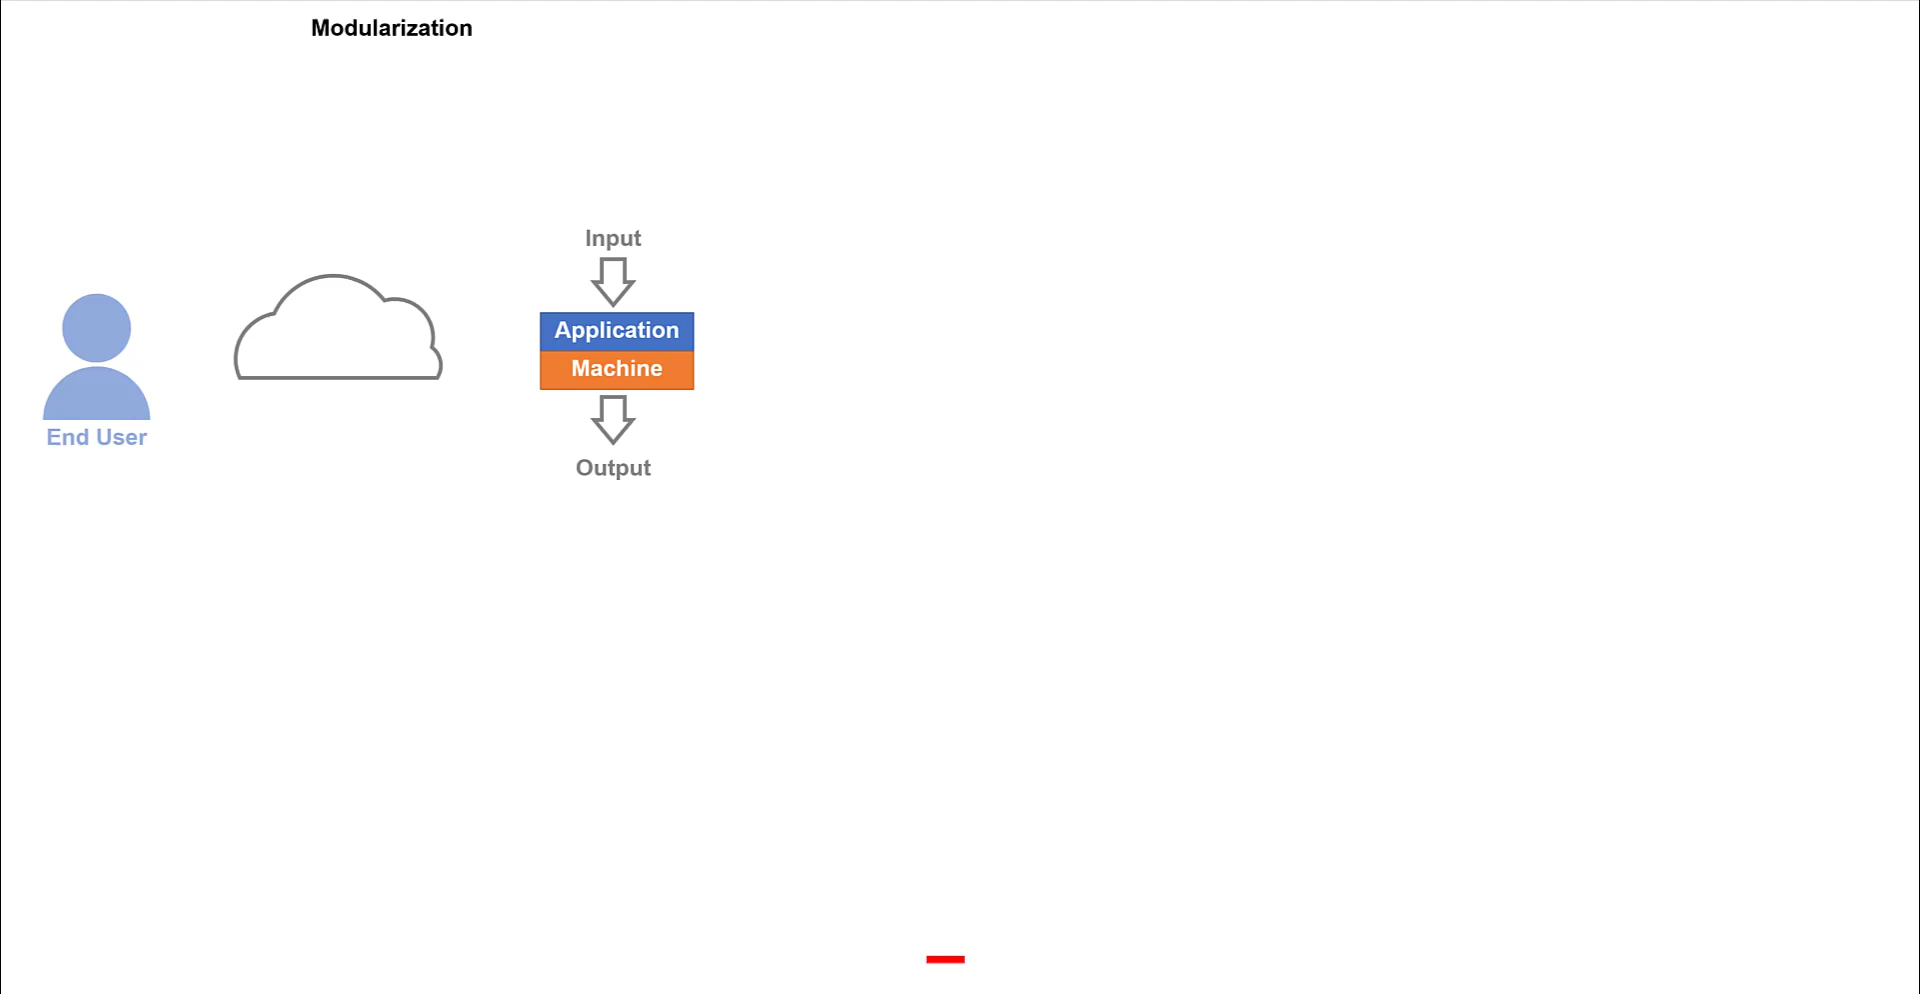 Modularization
Input
Application
Machine
End User
Output